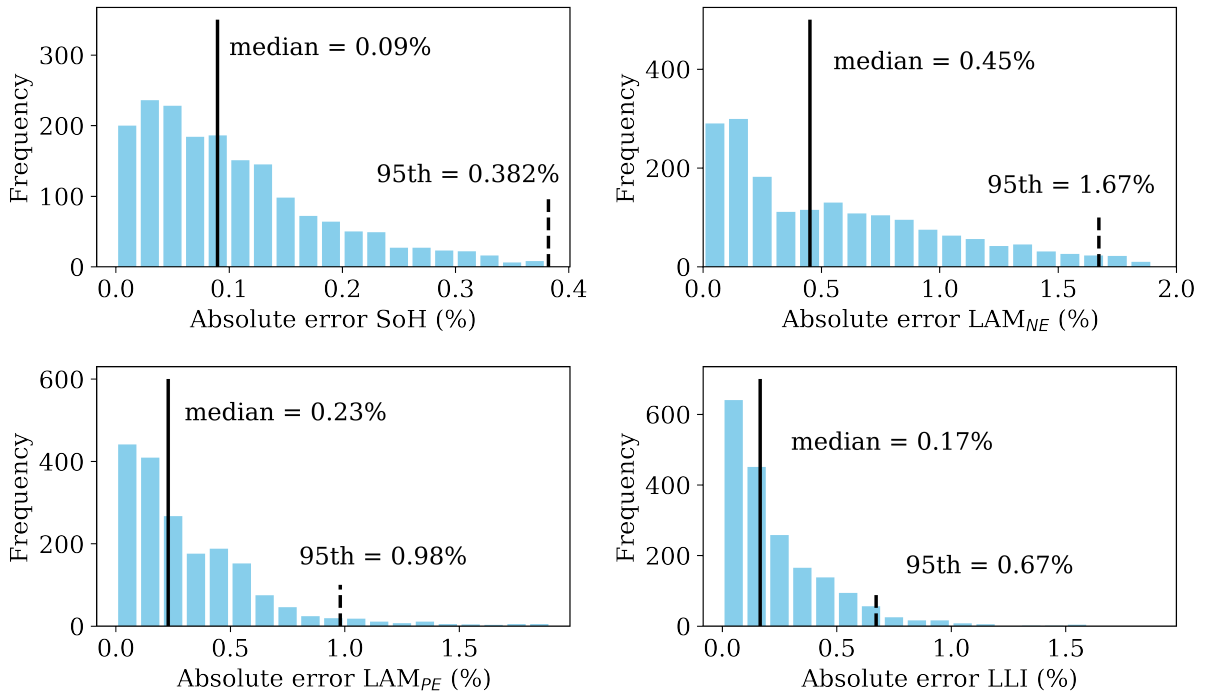 median = 0.09%
95th = 0.382%
Frequency
300
200
100
0
0.0 0.1 0.2 0.3 0.4
Absolute error SoH (%)
median = 0.45%
95th = 1.67%
Frequency
400
200
0
0.0 0.5 1.0 1.5 2.0
Absolute error LAM_NE (%)
median = 0.23%
95th = 0.98%
Frequency
600
400
200
0
0.0 0.5 1.0 1.5
Absolute error LAM_PE (%)
median = 0.17%
95th = 0.67%
Frequency
600
400
200
0
0.0 0.5 1.0 1.5
Absolute error LLI (%)